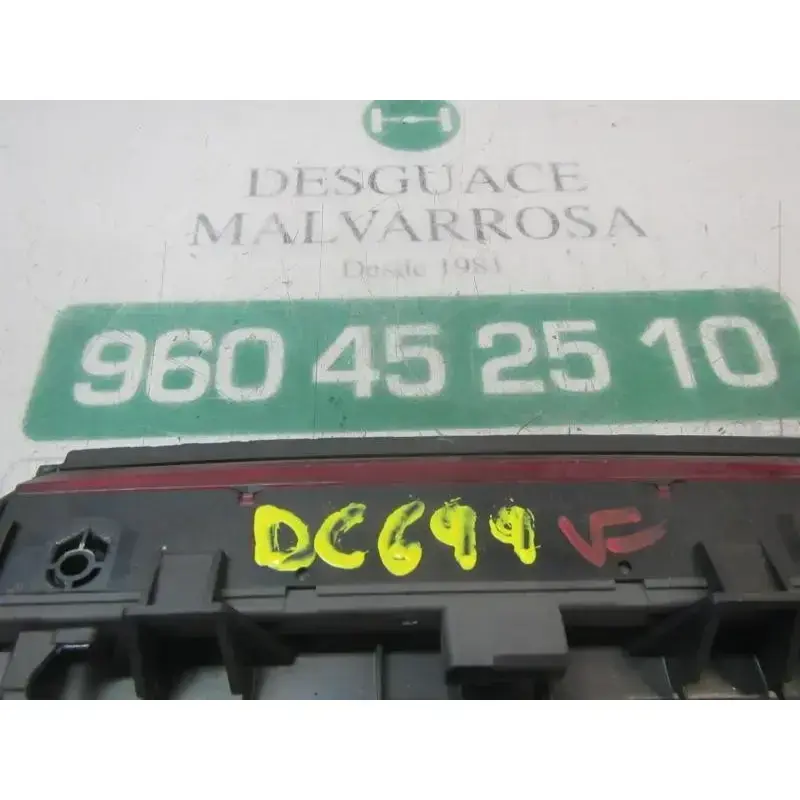 DESGUACE
MALVARROSA
Desde 1981
960 45 25 10
DC699 V